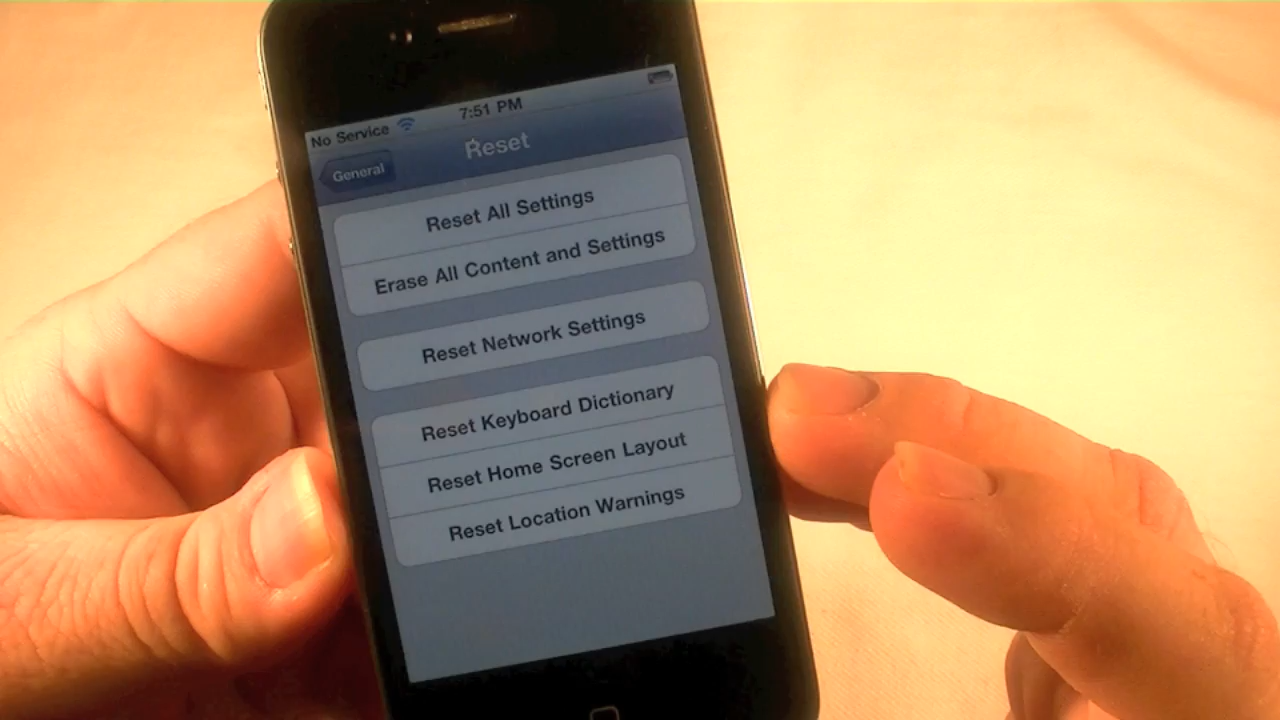 No Service 7:51 PM
General Reset
Reset All Settings
Erase All Content and Settings
Reset Network Settings
Reset Keyboard Dictionary
Reset Home Screen Layout
Reset Location Warnings